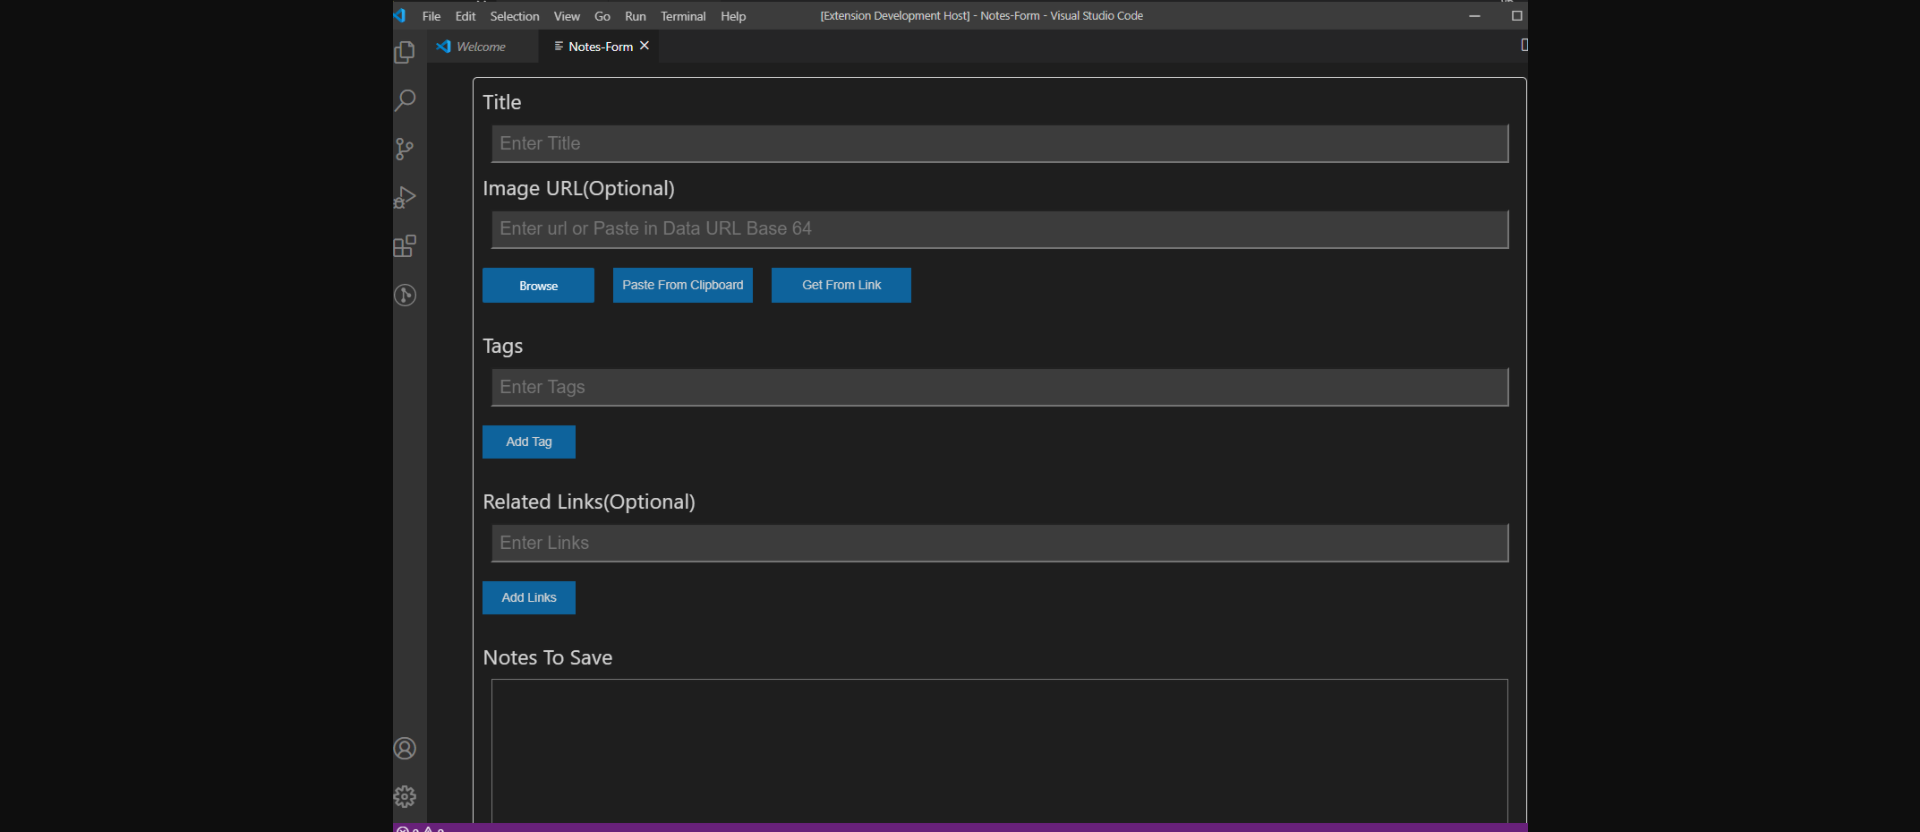 File Edit Selection View Go Run Terminal Help [Extension Development Host] - Notes-Form - Visual Studio Code
Welcome Notes-Form
Title
Enter Title
Image URL(Optional)
Enter url or Paste in Data URL Base 64
Browse Paste From Clipboard Get From Link
Tags
Enter Tags
Add Tag
Related Links(Optional)
Enter Links
Add Links
Notes To Save